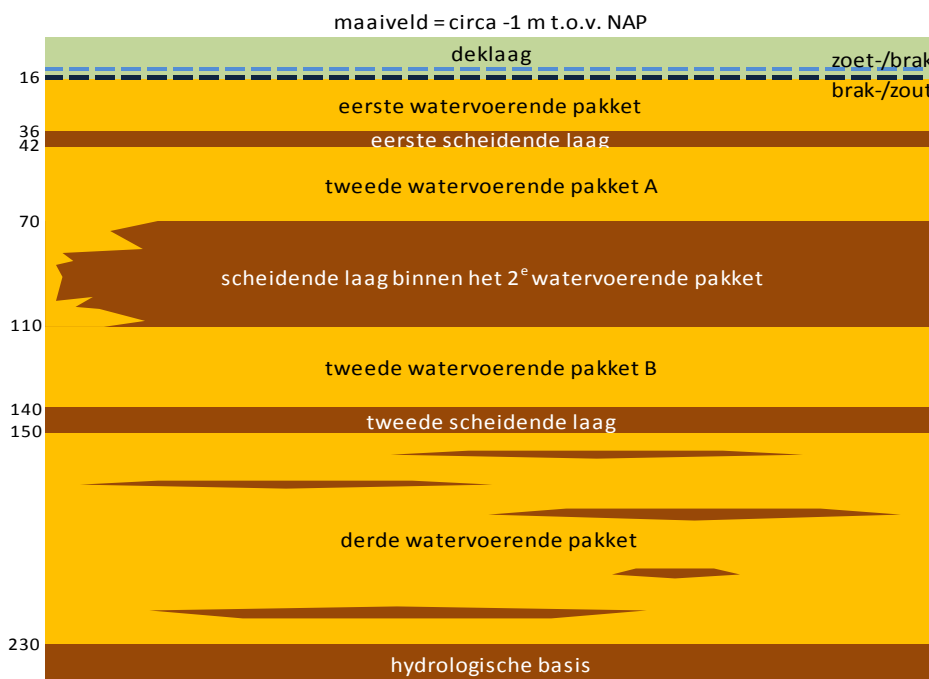 maaiveld = circa -1 m t.o.v. NAP
deklaag
zoet-/brak
16
brak-/zout
eerste watervoerende pakket
36
eerste scheidende laag
42
tweede watervoerende pakket A
70
scheidende laag binnen het 2e watervoerende pakket
110
tweede watervoerende pakket B
140
tweede scheidende laag
150
derde watervoerende pakket
230
hydrologische basis